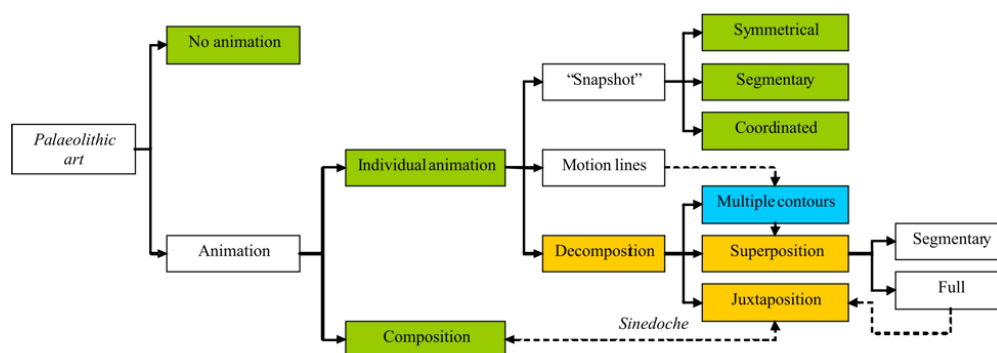 Symmetrical
No animation
"Snapshot"
Segmentary
Palaeolithic
art
Coordinated
Individual animation
Motion lines
Multiple contours
Animation
Decomposition
Superposition
Segmentary
Full
Juxtaposition
Sinedoche
Composition